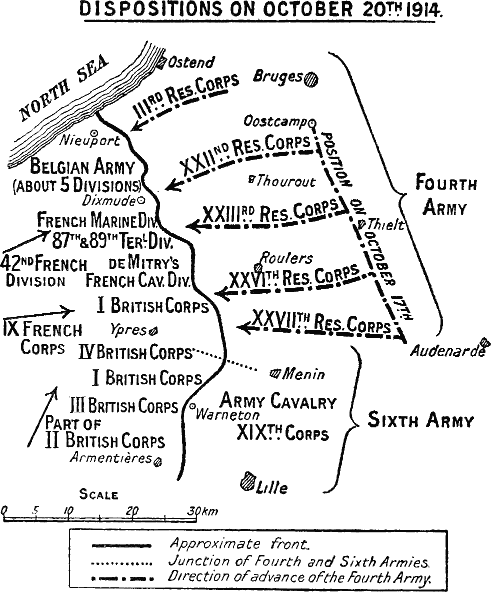 DISPOSITIONS ON OCTOBER 20TH 1914.
NORTH SEA
Ostend
Bruges
IIIRD RES. CORPS
Oostcamp
Nieuport
XXIIND RES. CORPS
POSITION ON OCTOBER 17TH
BELGIAN ARMY
(ABOUT 5 DIVISIONS)
Dixmude
Thourout
FOURTH
ARMY
FRENCH MARINE DIV.
XXIIIRD RES. CORPS
Thielt
87TH & 89TH TERL. DIV.
42ND FRENCH
DIVISION
DE MITRY'S
FRENCH CAV. DIV.
Roulers
XXVITH RES. CORPS
I BRITISH CORPS
IX FRENCH
CORPS
Ypres
XXVIITH RES. CORPS
Audenarde
IV BRITISH CORPS
I BRITISH CORPS
Menin
III BRITISH CORPS
Warneton
ARMY CAVALRY
XIXTH CORPS
SIXTH ARMY
PART OF
II BRITISH CORPS
Armentières
Lille
SCALE
0 5 10 20 30 km
Approximate front.
Junction of Fourth and Sixth Armies.
Direction of advance of the Fourth Army.